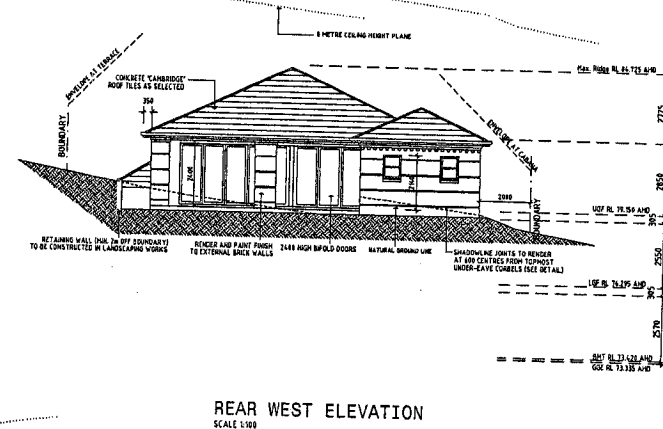 8 METRE CEILING HEIGHT PLANE
ENVELOPE AT TERRACE
CONCRETE 'CAMBRIDGE'
ROOF TILES AS SELECTED
Max. Ridge RL 84.725 AHD
350
2775
BOUNDARY
ENVELOPE AT CABANA
2400
2650
2000
UGF RL 79.150 AHD
305
BOUNDARY
RETAINING WALL (MIN. 2m OFF BOUNDARY)
TO BE CONSTRUCTED IN LANDSCAPING WORKS
RENDER AND PAINT FINISH
TO EXTERNAL BRICK WALLS
2400 HIGH BIFOLD DOORS
NATURAL GROUND LINE
SHADOWLINE JOINTS TO RENDER
AT 600 CENTRES FROM TOPMOST
UNDER-EAVE CORBELS (SEE DETAIL)
2550
LGF RL 76.295 AHD
305
2570
BMT RL 73.420 AHD
GGE RL 73.335 AHD
REAR WEST ELEVATION
SCALE 1:100